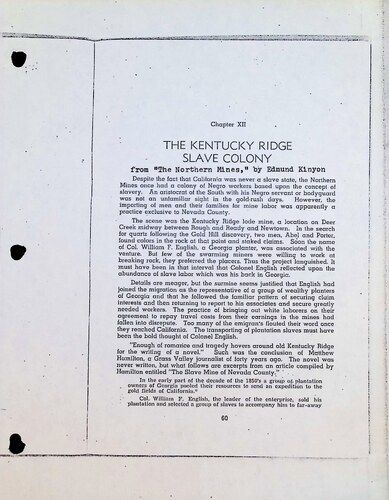 Chapter XII
THE KENTUCKY RIDGE
SLAVE COLONY
from "The Northern Mines," by Edmund Kinyon
Despite the fact that California was never a slave state, the Northern
Mines once had a colony of Negro workers based upon the concept of
slavery. An aristocrat of the South with his Negro servant or bodyguard
was not an unfamiliar sight in the gold-rush days. However, the
importing of men and their families for mine labor was apparently a
practice exclusive to Nevada County.
The scene was the Kentucky Ridge lode mine, a location on Deer
Creek midway between Rough and Ready and Newtown. In the search
for quartz following the Gold Hill discovery, two men, Abel and Porter,
found colors in the rock at that point and staked claims. Soon the name
of Col. William F. English, a Georgia planter, was associated with the
venture. But few of the swarming miners were willing to work at
breaking rock, they preferred the placers. Thus the project languished. It
must have been in that interval that Colonel English reflected upon the
abundance of slave labor which was his back in Georgia.
Details are meager, but the surmise seems justified that English had
joined the migration as the representative of a group of wealthy planters
of Georgia and that he followed the familiar pattern of securing claim
interests and then returning to report to his associates and secure greatly
needed workers. The practice of bringing out white laborers on their
agreement to repay travel costs from their earnings in the mines had
fallen into disrepute. Too many of the emigrants flouted their word once
they reached California. The transporting of plantation slaves must have
been the bold thought of Colonel English.
"Enough of romance and tragedy hovers around old Kentucky Ridge
for the writing of a novel." Such was the conclusion of Matthew
Hamilton, a Grass Valley journalist of forty years ago. The novel was
never written, but what follows are excerpts from an article compiled by
Hamilton entitled "The Slave Mine of Nevada County."
In the early part of the decade of the 1850's a group of plantation
owners of Georgia pooled their resources to send an expedition to the
gold fields of California.
Col. William F. English, the leader of the enterprise, sold his
plantation and selected a group of slaves to accompany him to far-away
60